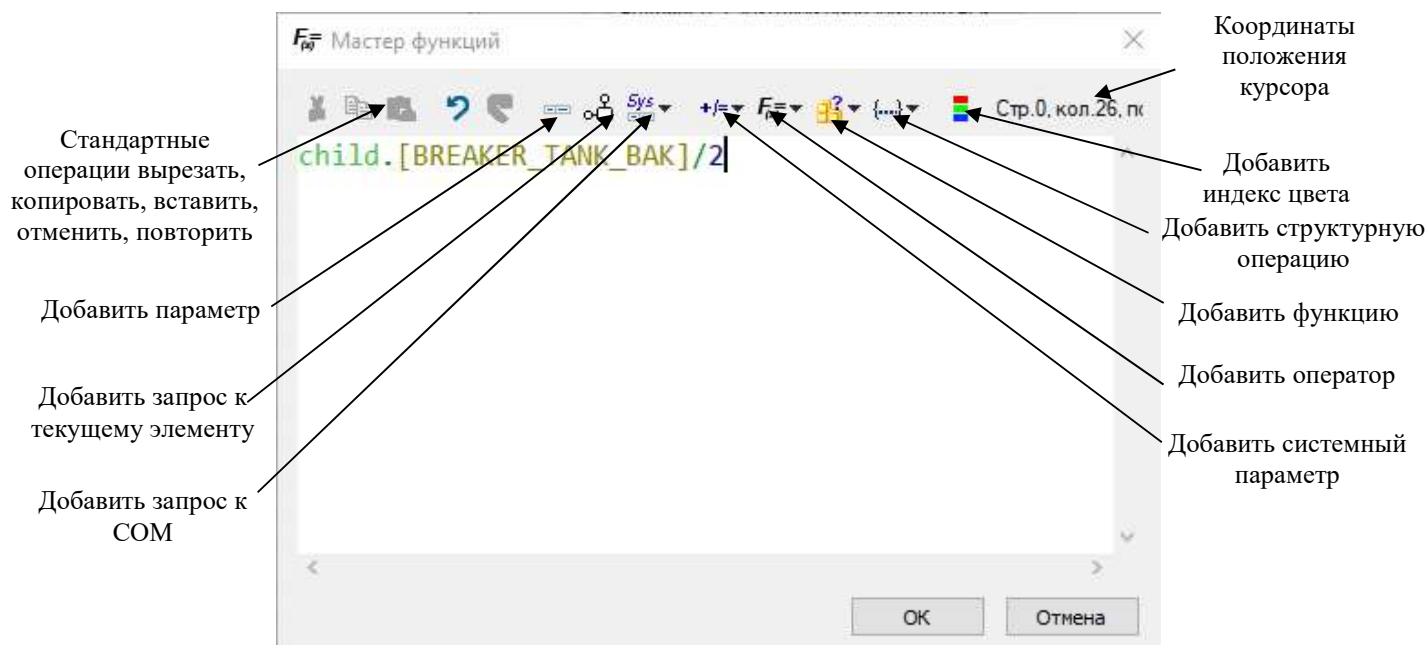 Мастер функций
Sys
+/=
{...}
Стр.0, кол.26, по
child.[BREAKER_TANK_BAK]/2
OK
Отмена
Стандартные
операции вырезать,
копировать, вставить,
отменить, повторить
Добавить параметр
Добавить запрос к
текущему элементу
Добавить запрос к
COM
Координаты
положения
курсора
Добавить
индекс цвета
Добавить структурную
операцию
Добавить функцию
Добавить оператор
Добавить системный
параметр